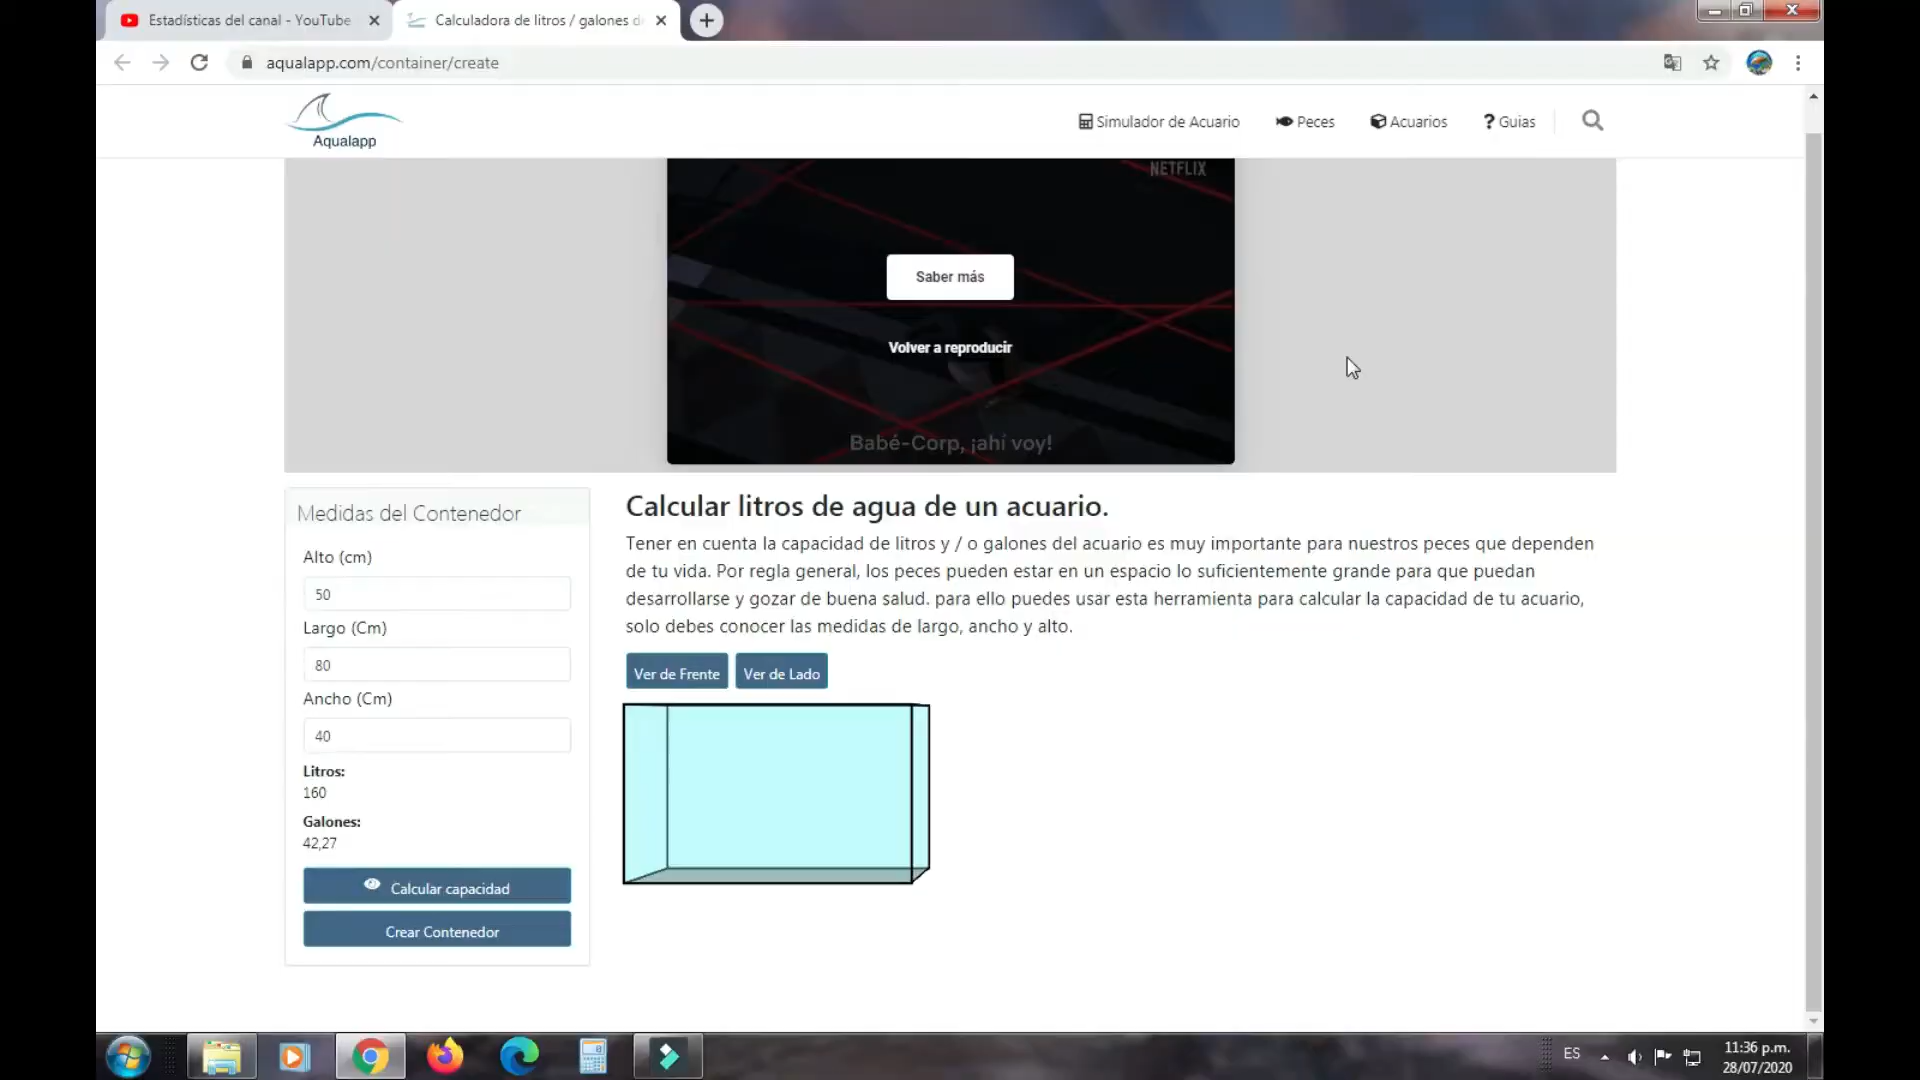 Estadísticas del canal - YouTube
Calculadora de litros / galones d
aqualapp.com/container/create
Aqualapp
Simulador de Acuario
Peces
Acuarios
? Guias
NETFLIX
Saber más
Volver a reproducir
Babé-Corp, ¡ahí voy!
Medidas del Contenedor
Alto (cm)
50
Largo (Cm)
80
Ancho (Cm)
40
Litros:
160
Galones:
42,27
Calcular capacidad
Crear Contenedor
Calcular litros de agua de un acuario.
Tener en cuenta la capacidad de litros y / o galones del acuario es muy importante para nuestros peces que dependen
de tu vida. Por regla general, los peces pueden estar en un espacio lo suficientemente grande para que puedan
desarrollarse y gozar de buena salud. para ello puedes usar esta herramienta para calcular la capacidad de tu acuario,
solo debes conocer las medidas de largo, ancho y alto.
Ver de Frente
Ver de Lado
ES
11:36 p.m.
28/07/2020